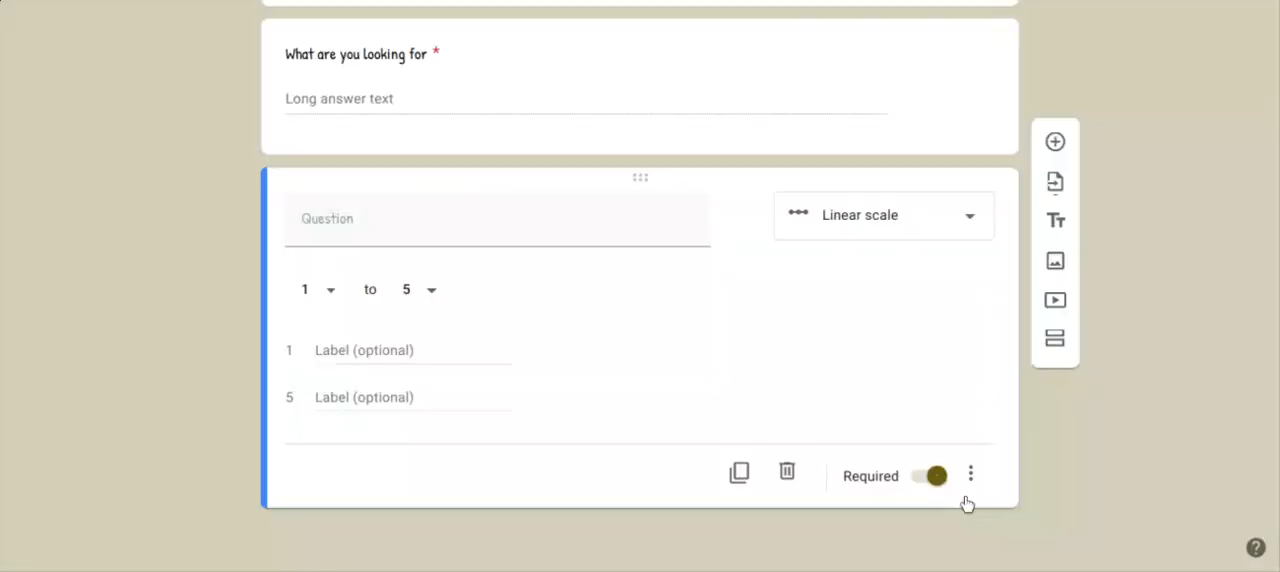 What are you looking for *
Long answer text
Question
Linear scale
1 to 5
1 Label (optional)
5 Label (optional)
Required